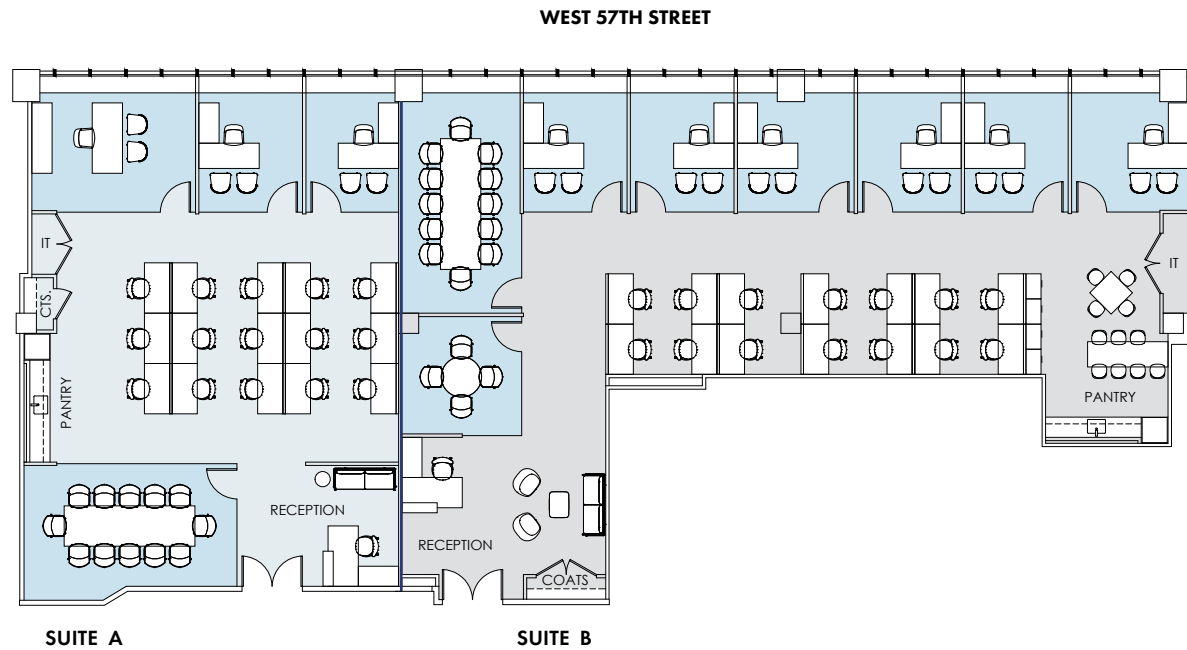 WEST 57TH STREET
IT
IT
CTS.
PANTRY
PANTRY
RECEPTION
RECEPTION
COATS
SUITE A
SUITE B